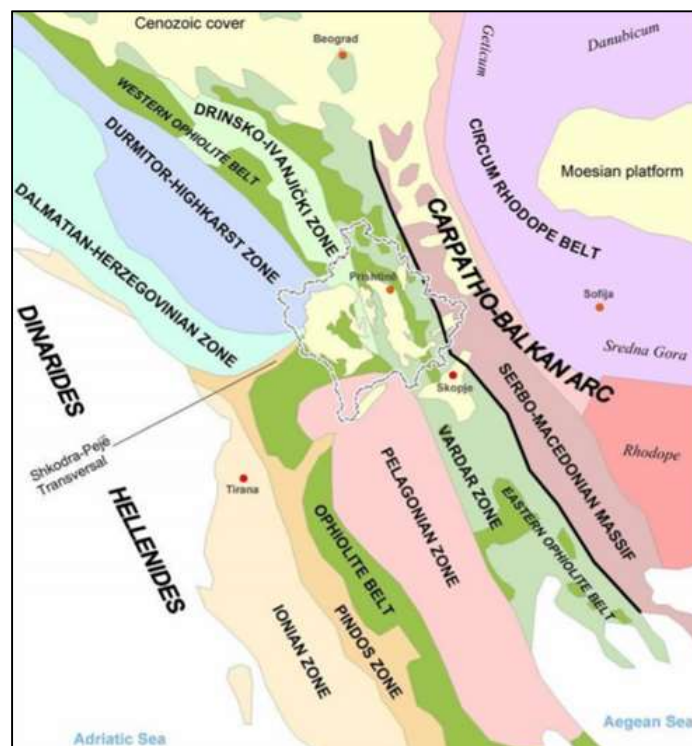 Cenozoic cover
Beograd
Geticum
Danubicum
WESTERN OPHIOLITE BELT
DRINSKO-IVANJIČKI ZONE
DURMITOR-HIGHKARST ZONE
DALMATIAN-HERZEGOVINIAN ZONE
CIRCUM RHODOPE BELT
Moesian platform
CARPATHO-BALKAN ARC
Prishtinë
Sofija
Sredna Gora
DINARIDES
Skopje
SERBO-MACEDONIAN MASSIF
Rhodope
Shkodra-Pejë
Transversal
Tirana
HELLENIDES
VARDAR ZONE
PELAGONIAN ZONE
EASTERN OPHIOLITE BELT
OPHIOLITE BELT
PINDOS ZONE
IONIAN ZONE
Adriatic Sea
Aegean Sea